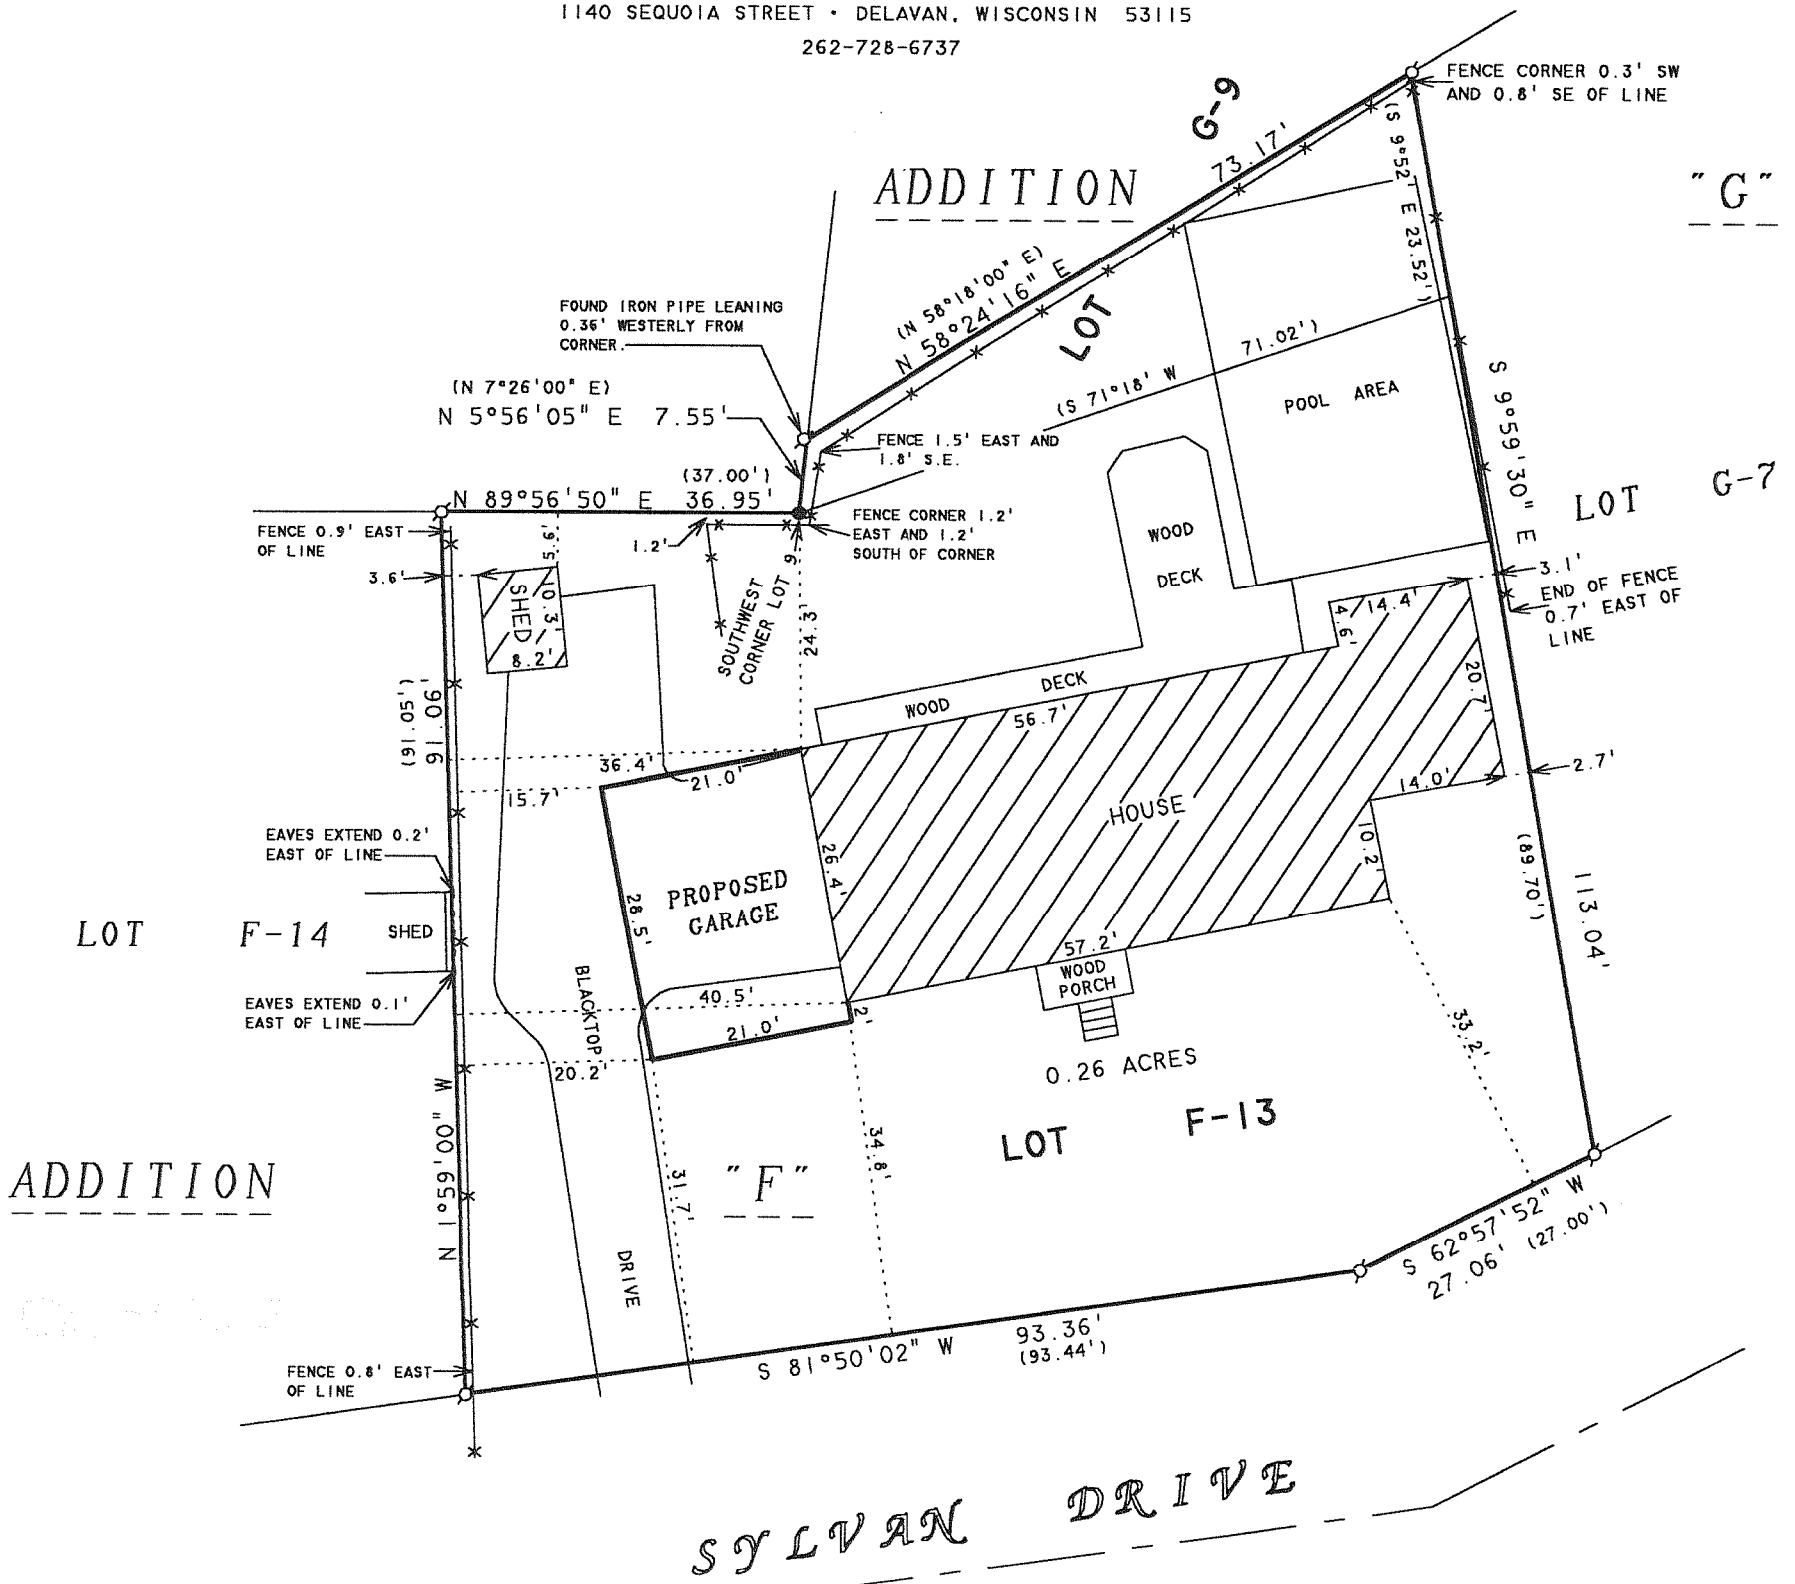 1140 SEQUOIA STREET · DELAVAN, WISCONSIN 53115
262-728-6737
FENCE CORNER 0.3' SW
AND 0.8' SE OF LINE
LOT G-9
ADDITION
"G"
73.17'
(S 9°52' E 23.52')
(N 58°18'00" E)
N 58°24'16" E
FOUND IRON PIPE LEANING
0.36' WESTERLY FROM
CORNER.
(N 7°26'00" E)
N 5°56'05" E 7.55'
(S 71°18' W 71.02')
POOL AREA
FENCE 1.5' EAST AND
1.8' S.E.
(37.00')
N 89°56'50" E 36.95'
S 9°59'30" E
113.04'
(89.70')
LOT G-7
FENCE 0.9' EAST
OF LINE
5.6'
1.2'
FENCE CORNER 1.2'
EAST AND 1.2'
SOUTH OF CORNER
WOOD
DECK
3.6'
SHED
10.3'
8.2'
SOUTHWEST
CORNER LOT 9
24.3'
3.1'
END OF FENCE
0.7' EAST OF
LINE
14.4'
4.6'
20.7'
WOOD DECK
56.7'
90.16'
(91.05')
N 1°59'00" W
36.4'
21.0'
15.7'
2.7'
14.0'
HOUSE
10.2'
EAVES EXTEND 0.2'
EAST OF LINE
26.4'
PROPOSED
GARAGE
28.5'
LOT F-14
SHED
57.2'
WOOD
PORCH
BLACKTOP
DRIVE
EAVES EXTEND 0.1'
EAST OF LINE
40.5'
21.0'
2'
20.2'
33.2'
0.26 ACRES
LOT F-13
34.8'
31.7'
ADDITION
"F"
S 62°57'52" W
27.06' (27.00')
93.36'
(93.44')
S 81°50'02" W
FENCE 0.8' EAST
OF LINE
SYLVAN DRIVE